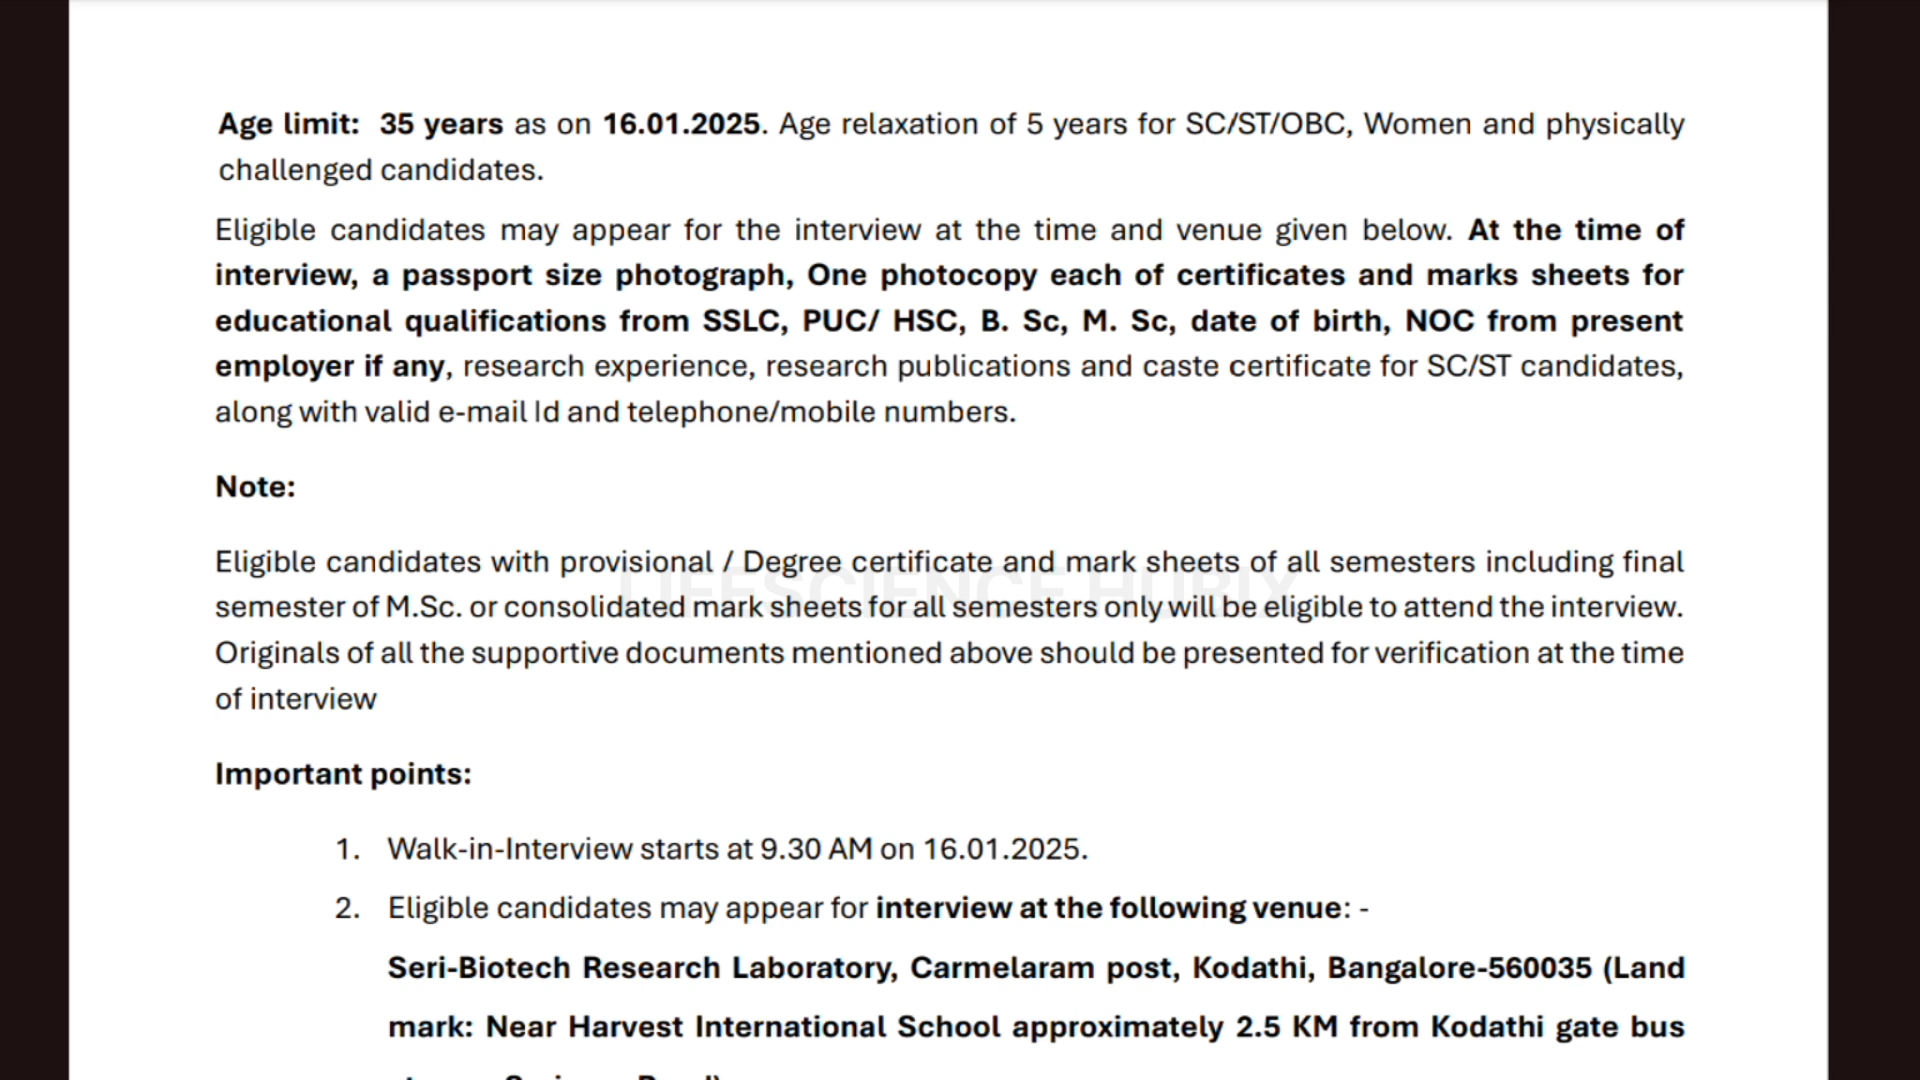 Age limit: 35 years as on 16.01.2025. Age relaxation of 5 years for SC/ST/OBC, Women and physically
challenged candidates.
Eligible candidates may appear for the interview at the time and venue given below. At the time of
interview, a passport size photograph, One photocopy each of certificates and marks sheets for
educational qualifications from SSLC, PUC/ HSC, B. Sc, M. Sc, date of birth, NOC from present
employer if any, research experience, research publications and caste certificate for SC/ST candidates,
along with valid e-mail Id and telephone/mobile numbers.
Note:
Eligible candidates with provisional / Degree certificate and mark sheets of all semesters including final
LIFESCIENCE HUBIX
semester of M.Sc. or consolidated mark sheets for all semesters only will be eligible to attend the interview.
Originals of all the supportive documents mentioned above should be presented for verification at the time
of interview
Important points:
1. Walk-in-Interview starts at 9.30 AM on 16.01.2025.
2. Eligible candidates may appear for interview at the following venue: -
Seri-Biotech Research Laboratory, Carmelaram post, Kodathi, Bangalore-560035 (Land
mark: Near Harvest International School approximately 2.5 KM from Kodathi gate bus